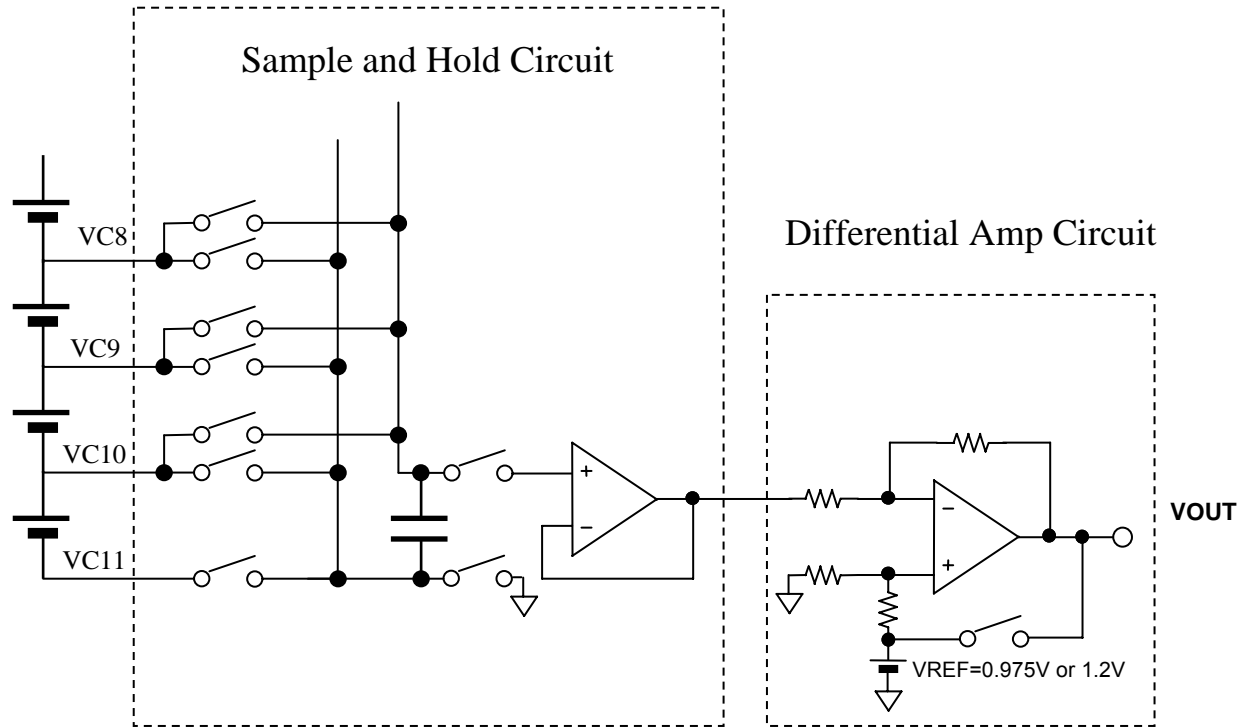 Sample and Hold Circuit
Differential Amp Circuit
VC8
VC9
VC10
VC11
+
−
−
+
VOUT
VREF=0.975V or 1.2V